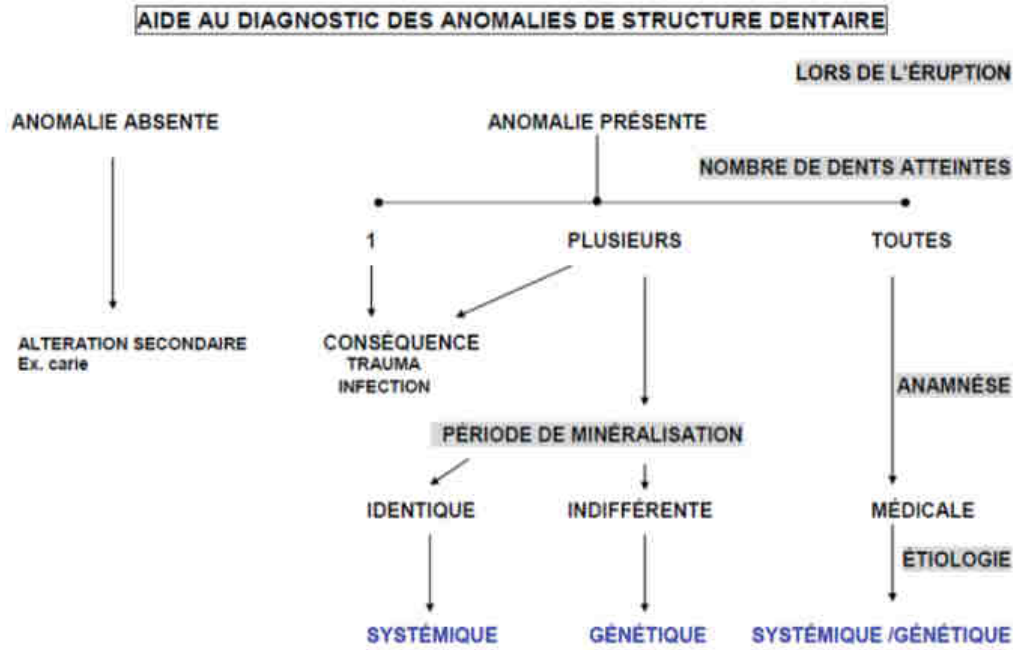 AIDE AU DIAGNOSTIC DES ANOMALIES DE STRUCTURE DENTAIRE
LORS DE L'ÉRUPTION
ANOMALIE ABSENTE
ANOMALIE PRÉSENTE
NOMBRE DE DENTS ATTEINTES
1
PLUSIEURS
TOUTES
ALTERATION SECONDAIRE
Ex. carie
CONSÉQUENCE
TRAUMA
INFECTION
ANAMNÉSE
PÉRIODE DE MINÉRALISATION
IDENTIQUE
INDIFFÉRENTE
MÉDICALE
ÉTIOLOGIE
SYSTÉMIQUE
GÉNÉTIQUE
SYSTÉMIQUE /GÉNÉTIQUE